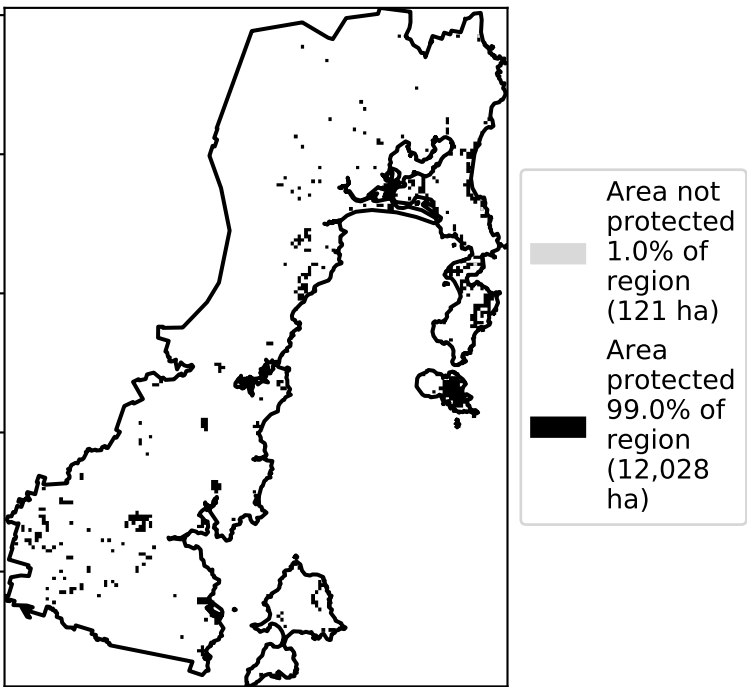 Area not
protected
1.0% of
region
(121 ha)
Area
protected
99.0% of
region
(12,028
ha)